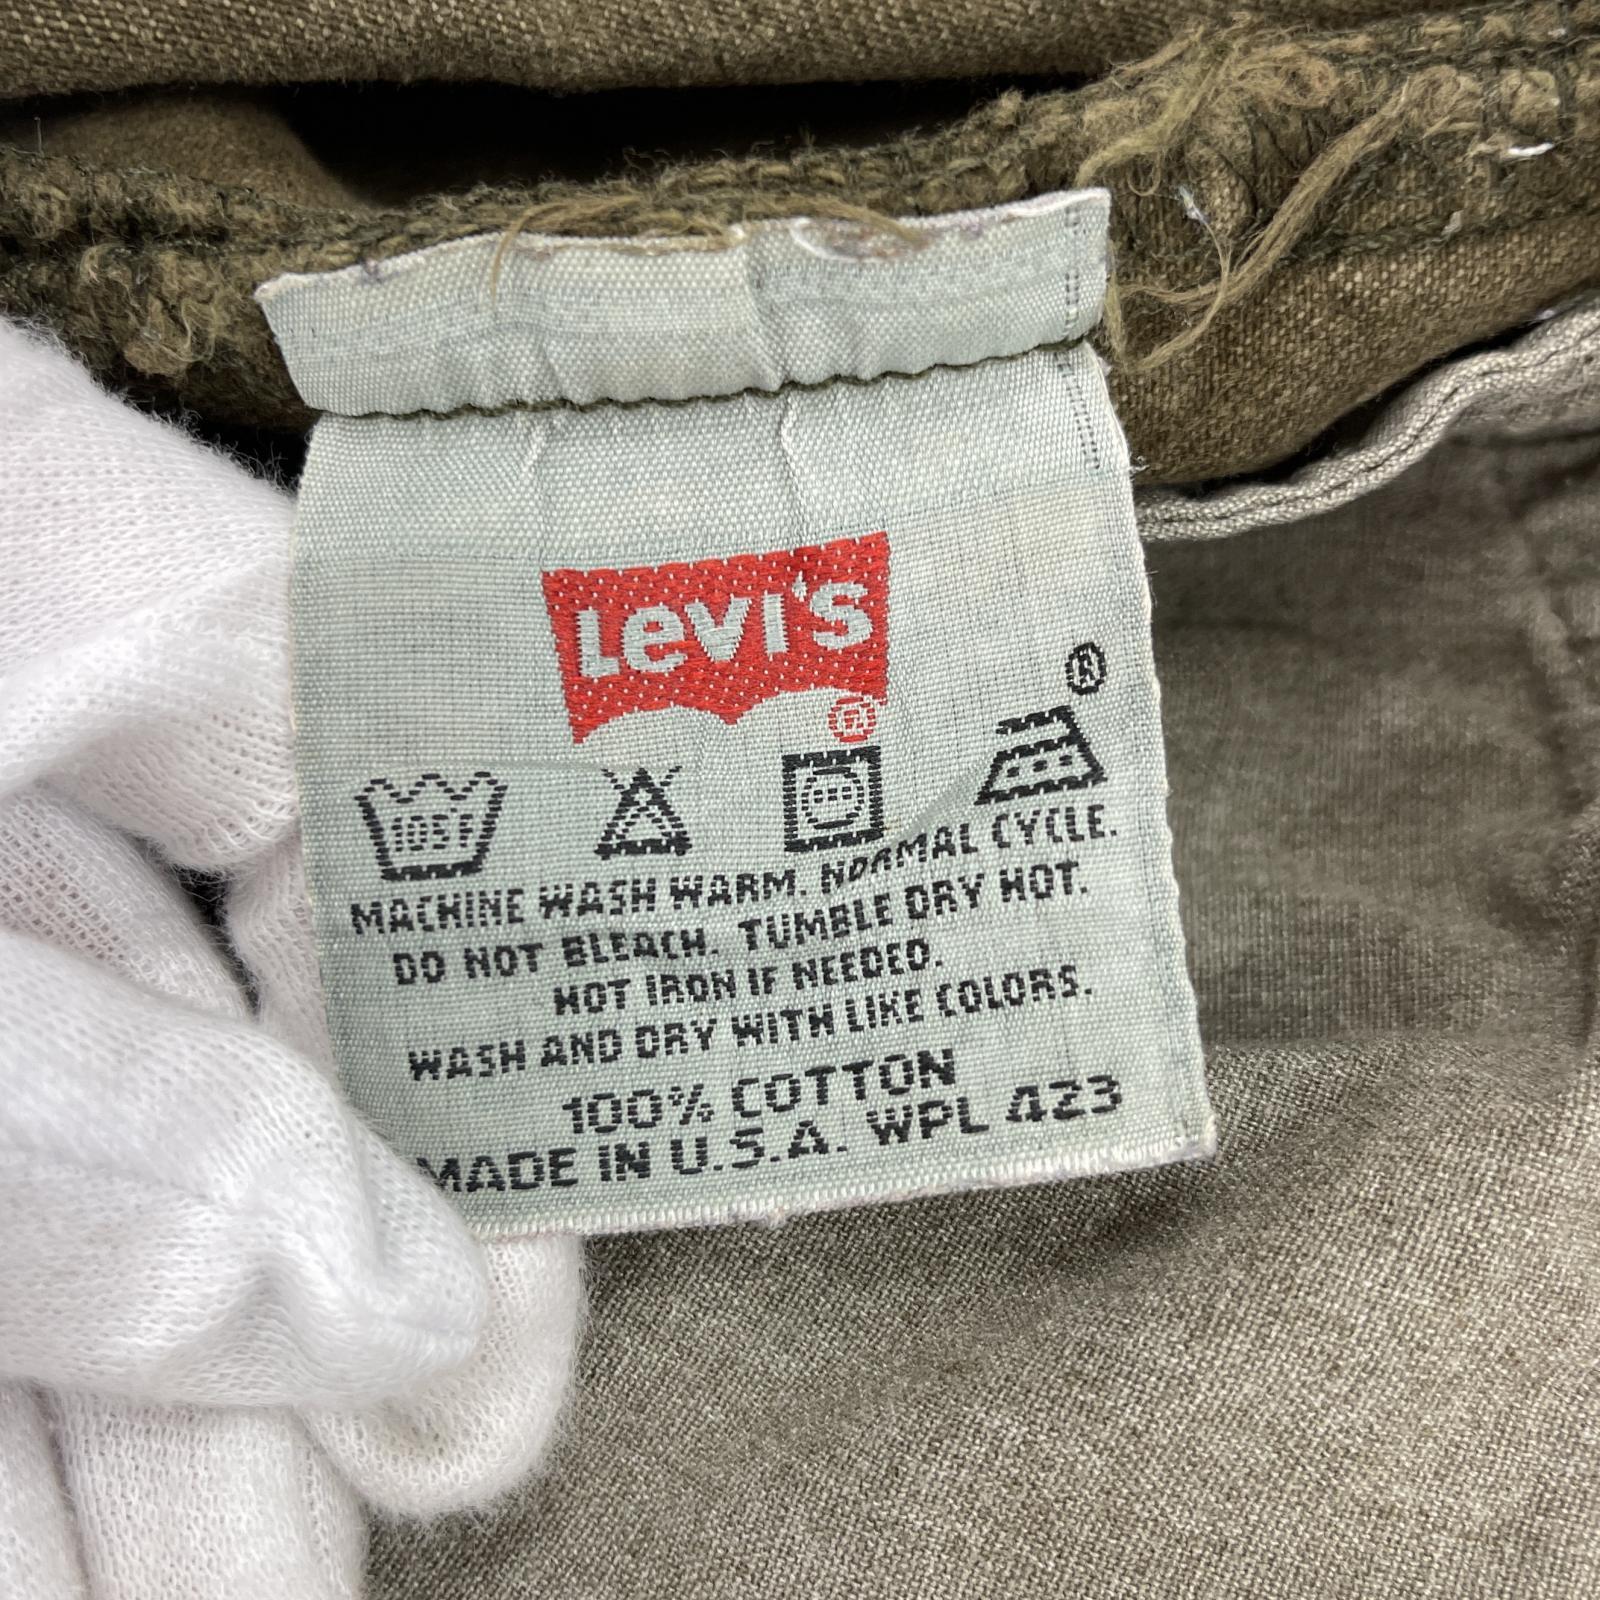 LEVI'S
®
®
105F
MACHINE WASH WARM. NORMAL CYCLE.
DO NOT BLEACH. TUMBLE DRY HOT.
HOT IRON IF NEEDED.
WASH AND DRY WITH LIKE COLORS.
100% COTTON
MADE IN U.S.A. WPL 423